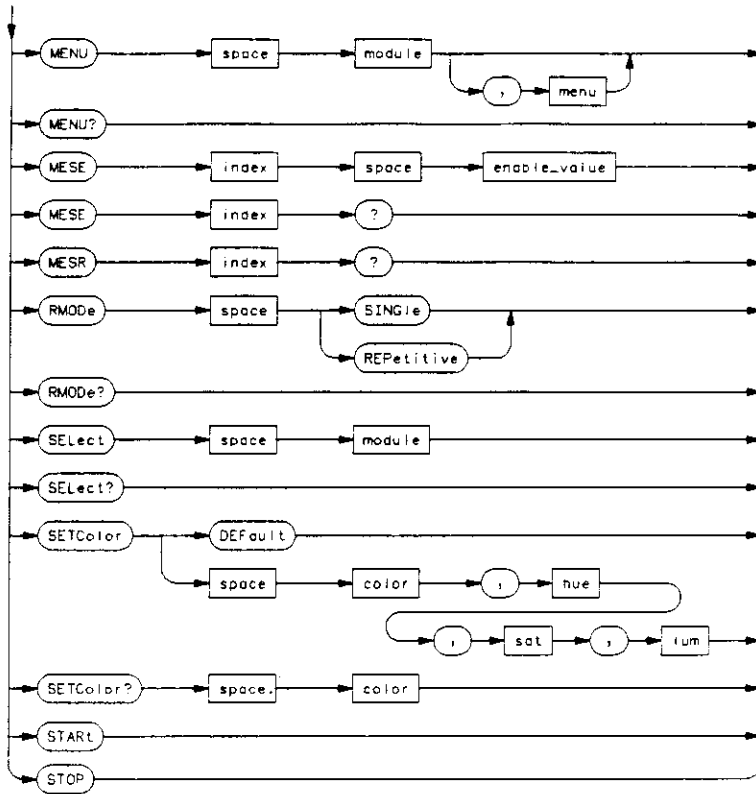 MENU space module
, menu
MENU?
MESE index space enable_value
MESE index ?
MESR index ?
RMODe space SINGle
REPetitive
RMODe?
SELect space module
SELect?
SETColor DEFault
space color , hue
, sat , lum
SETColor? space. color
STARt
STOP